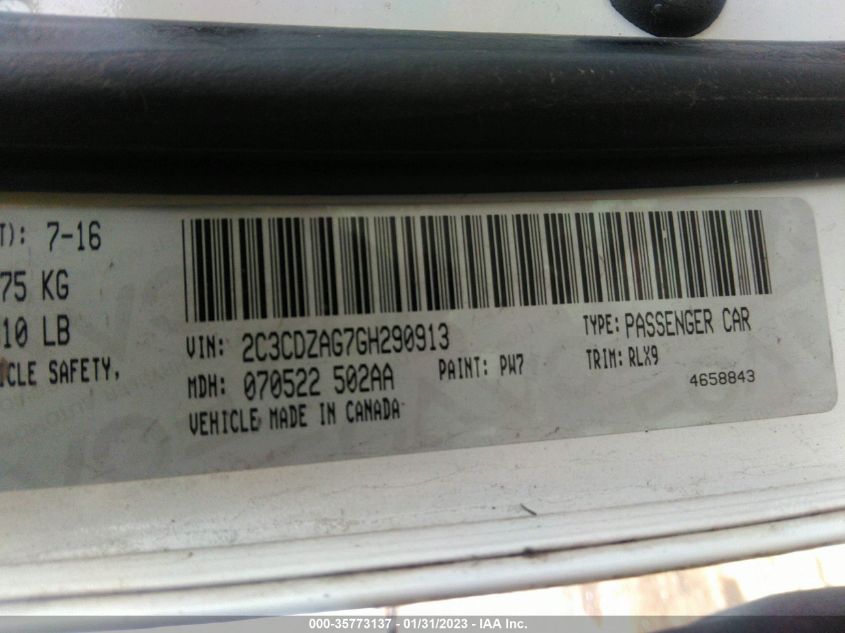 T): 7-16
75 KG
10 LB
ICLE SAFETY,
VIN: 2C3CDZAG7GH290913
TYPE: PASSENGER CAR
MDH: 070522 502AA
PAINT: PW7
TRIM: RLX9
VEHICLE MADE IN CANADA
4658843
000-35773137 - 01/31/2023 - IAA Inc.